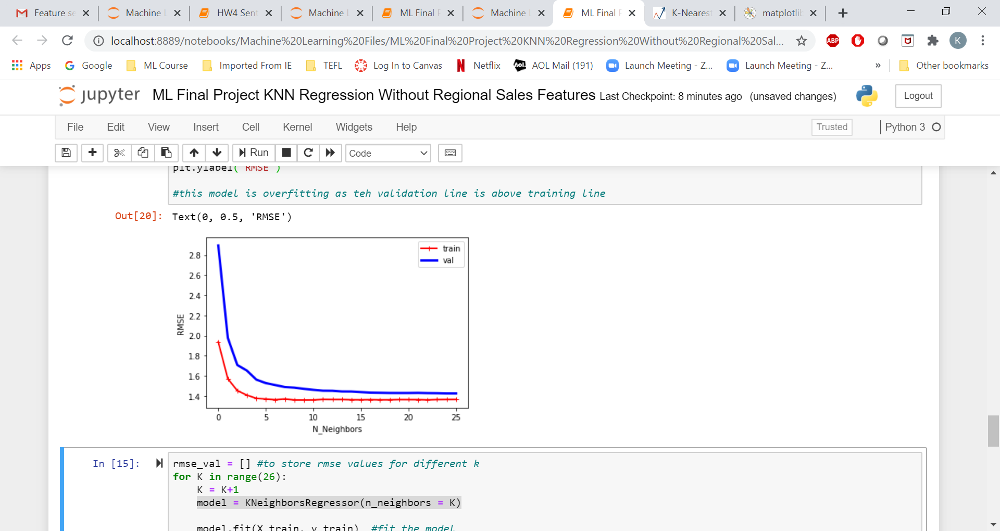 Feature se
Machine L
HW4 Sent
Machine L
ML Final P
Machine L
ML Final P
K-Nearest
matplotlib
localhost:8889/notebooks/Machine%20Learning%20Files/ML%20Final%20Project%20KNN%20Regression%20Without%20Regional%20Sal...
ABP
K
Apps
Google
ML Course
Imported From IE
TEFL
Log In to Canvas
Netflix
Aol.
AOL Mail (191)
Launch Meeting - Z...
Launch Meeting - Z...
»
Other bookmarks
jupyter ML Final Project KNN Regression Without Regional Sales Features Last Checkpoint: 8 minutes ago (unsaved changes)
Logout
File Edit View Insert Cell Kernel Widgets Help
Trusted
Python 3
Run
Code
plt.ylabel('RMSE')
#this model is overfitting as teh validation line is above training line
Out[20]: Text(0, 0.5, 'RMSE')
train
val
2.8
2.6
2.4
2.2
2.0
1.8
1.6
1.4
RMSE
0 5 10 15 20 25
N_Neighbors
In [15]: rmse_val = [] #to store rmse values for different k
for K in range(26):
K = K+1
model = KNeighborsRegressor(n_neighbors = K)
model.fit(X_train, y_train) #fit the model